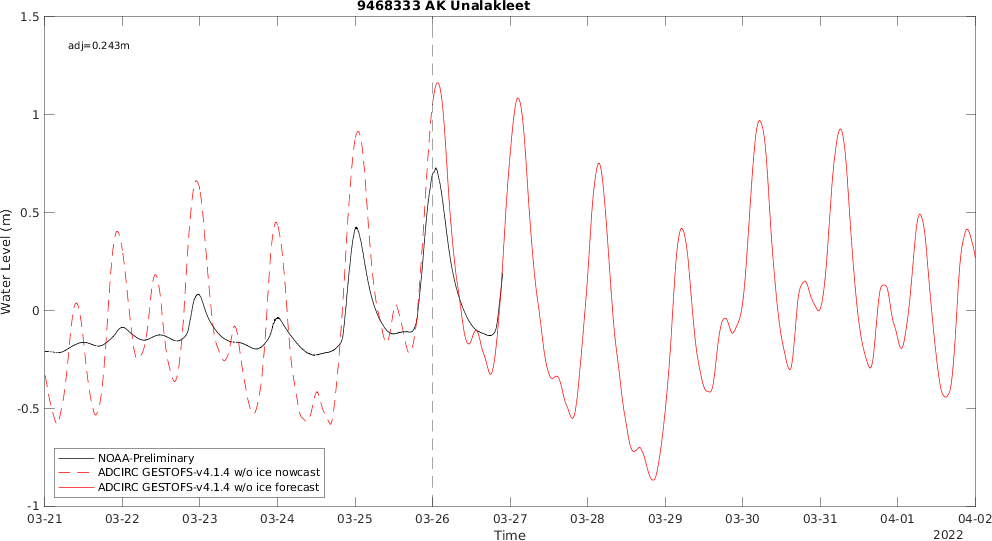 9468333 AK Unalakleet
adj=0.243m
Water Level (m)
1.5
1
0.5
0
-0.5
-1
NOAA-Preliminary
ADCIRC GESTOFS-v4.1.4 w/o ice nowcast
ADCIRC GESTOFS-v4.1.4 w/o ice forecast
03-21 03-22 03-23 03-24 03-25 03-26 03-27 03-28 03-29 03-30 03-31 04-01 04-02
Time
2022